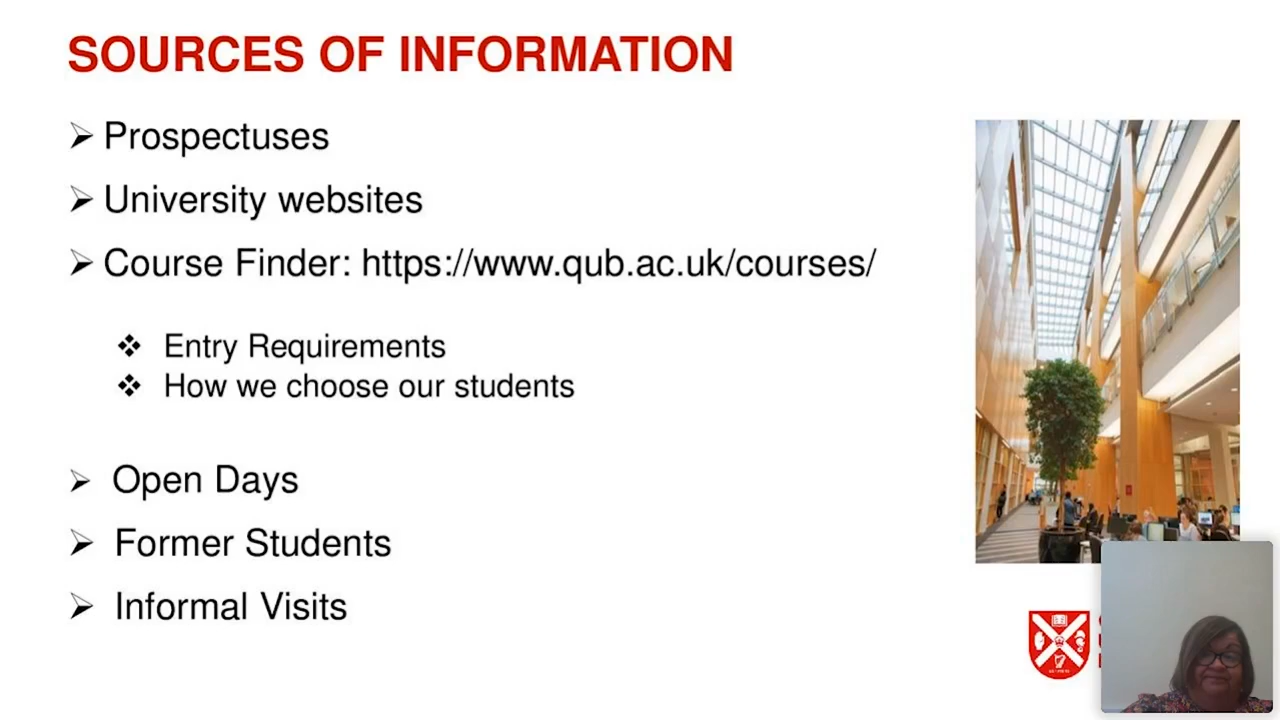 SOURCES OF INFORMATION
Prospectuses
University websites
Course Finder: https://www.qub.ac.uk/courses/
Entry Requirements
How we choose our students
Open Days
Former Students
Informal Visits